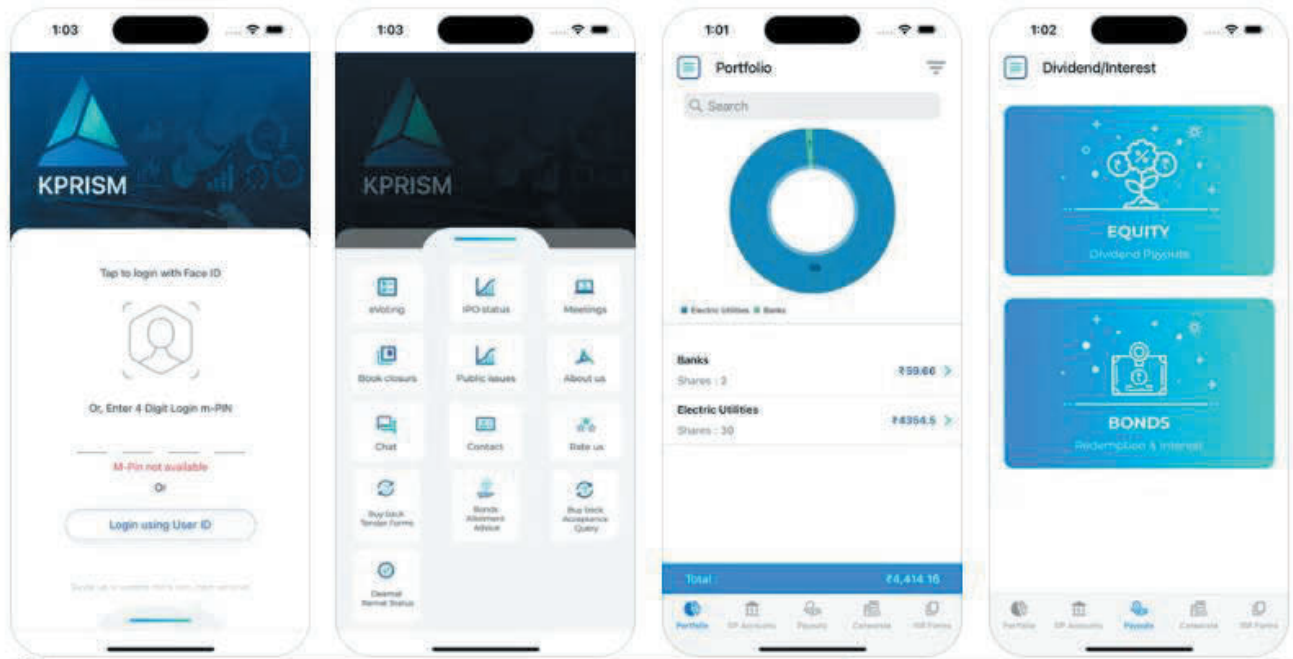 1:03
KPRISM
Tap to login with Face ID
Or, Enter 4 Digit Login m-PIN
M-Pin not available
Or
Login using User ID
1:03
KPRISM
eVoting
IPO status
Meetings
Book closure
Public issues
About us
Chat
Contact
Rate us
Buy back
Tender Forms
Bonds
Allotment
Advice
Buy back
Acceptance
Query
Deemat
Remat Status
1:01
Portfolio
Search
Electric Utilities
Banks
Banks
Shares : 2
₹59.66
Electric Utilities
Shares : 30
₹4354.5
Total
₹4,414.16
Portfolio
DP Accounts
Payouts
Corporate
ISR Forms
1:02
Dividend/Interest
EQUITY
Dividend Payouts
BONDS
Redemption & Interest
Portfolio
DP Accounts
Payouts
Corporate
ISR Forms